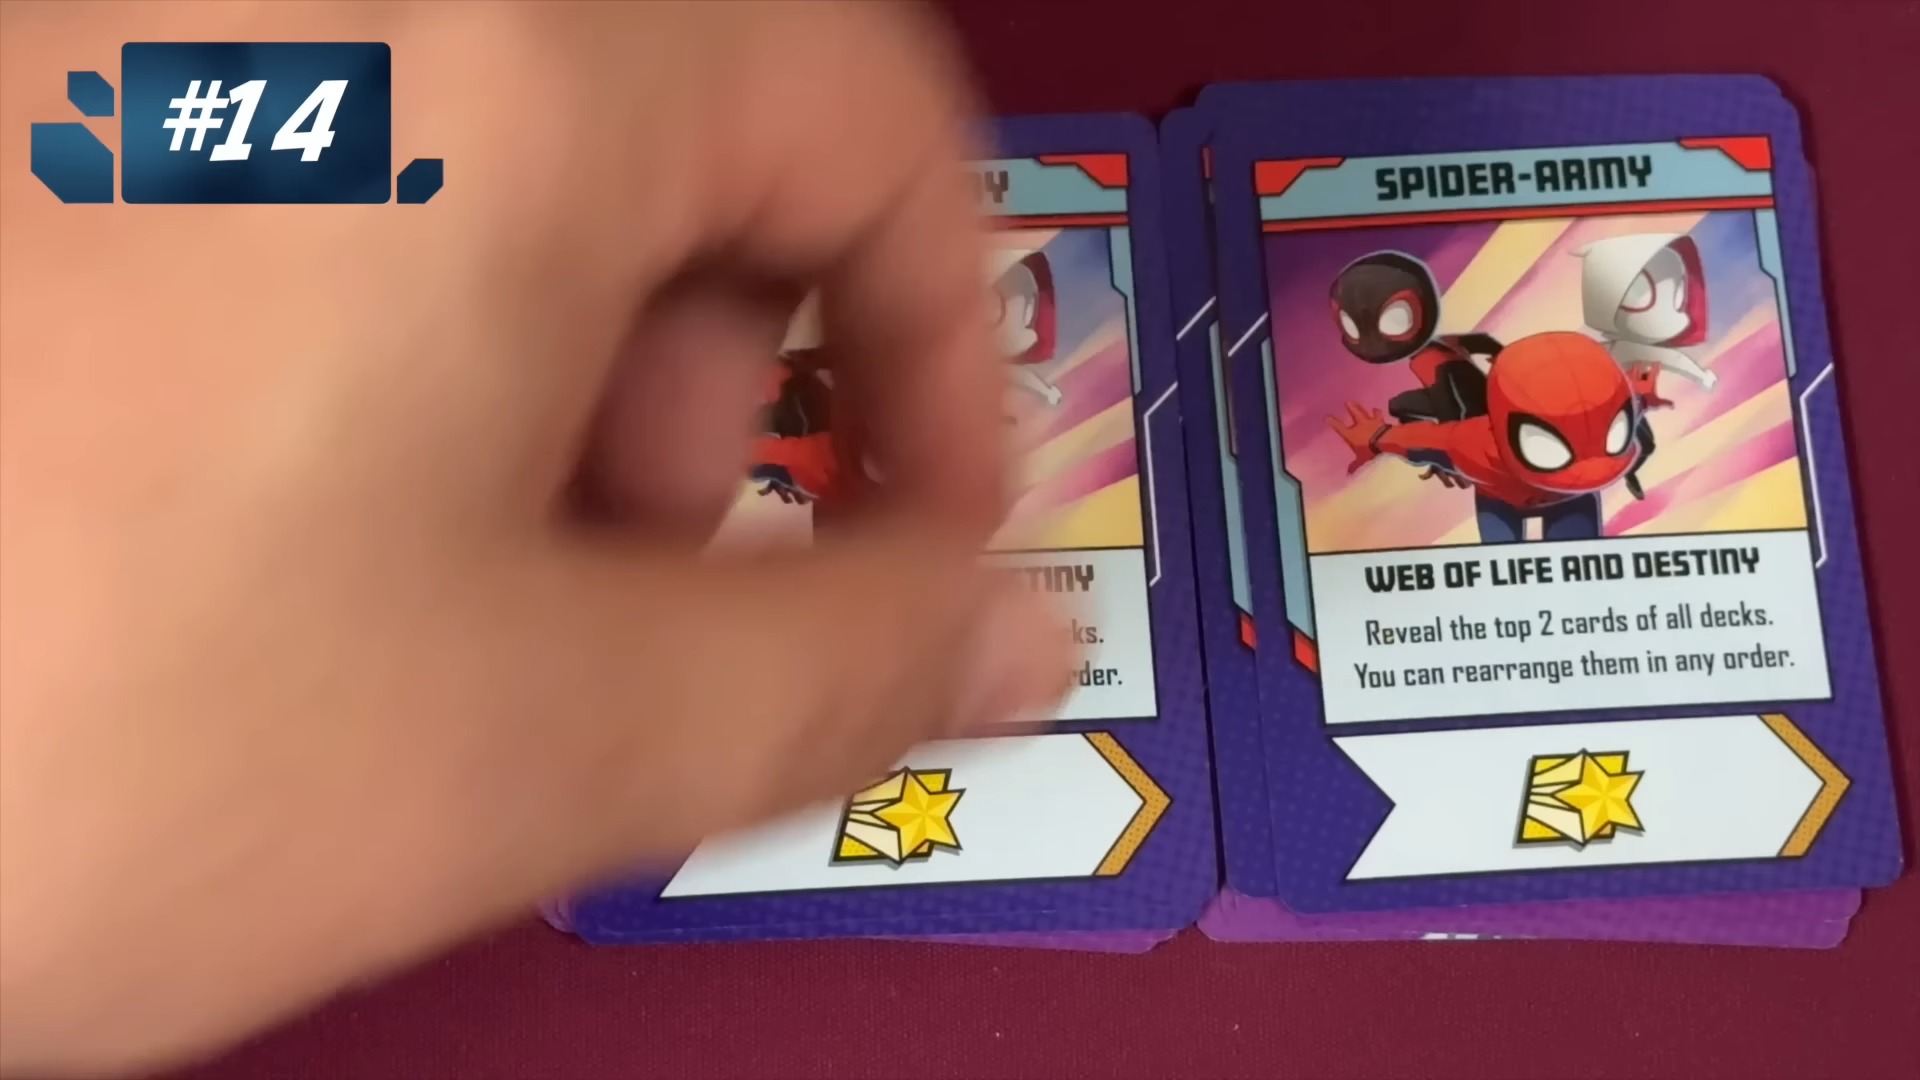 #14
SPIDER-ARMY
WEB OF LIFE AND DESTINY
Reveal the top 2 cards of all decks.
You can rearrange them in any order.